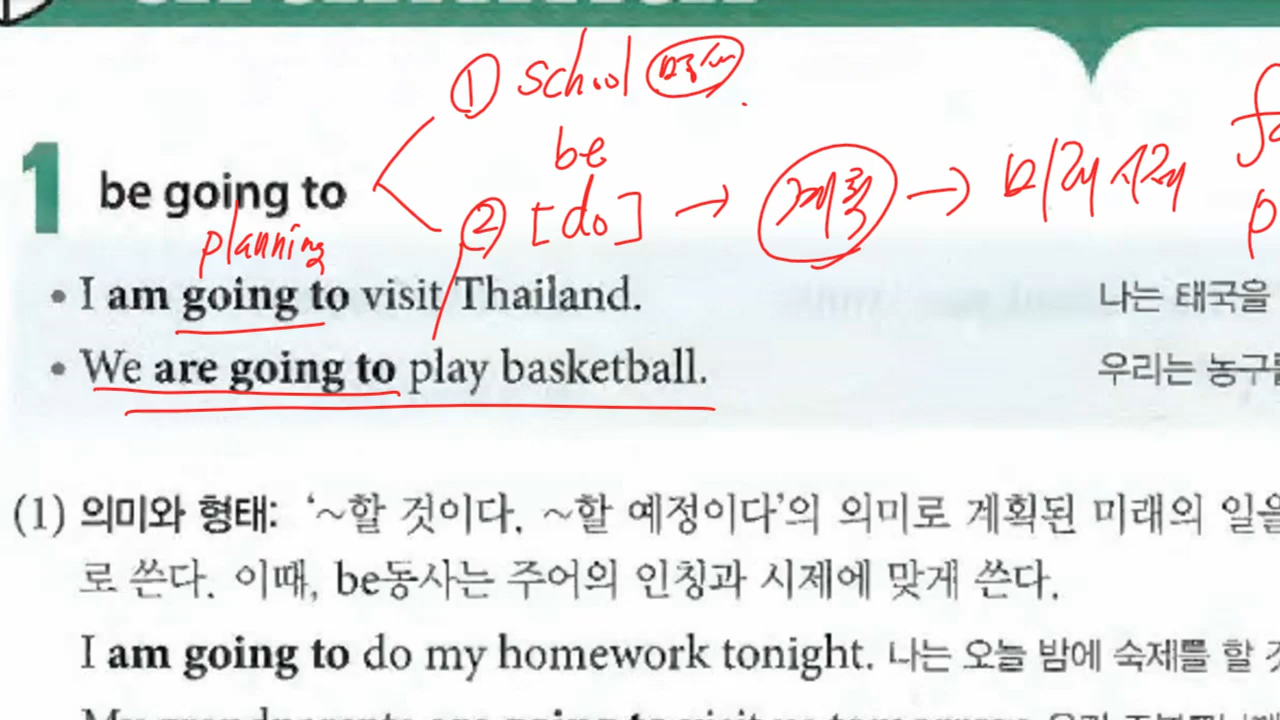 ① school
be
1 be going to
② [do] → 계획 → 미래시제
planning
• I am going to visit Thailand. 나는 태국을
• We are going to play basketball. 우리는 농구를
(1) 의미와 형태: ‘~할 것이다, ~할 예정이다’의 의미로 계획된 미래의 일을
로 쓴다. 이때, be동사는 주어의 인칭과 시제에 맞게 쓴다.
I am going to do my homework tonight. 나는 오늘 밤에 숙제를 할